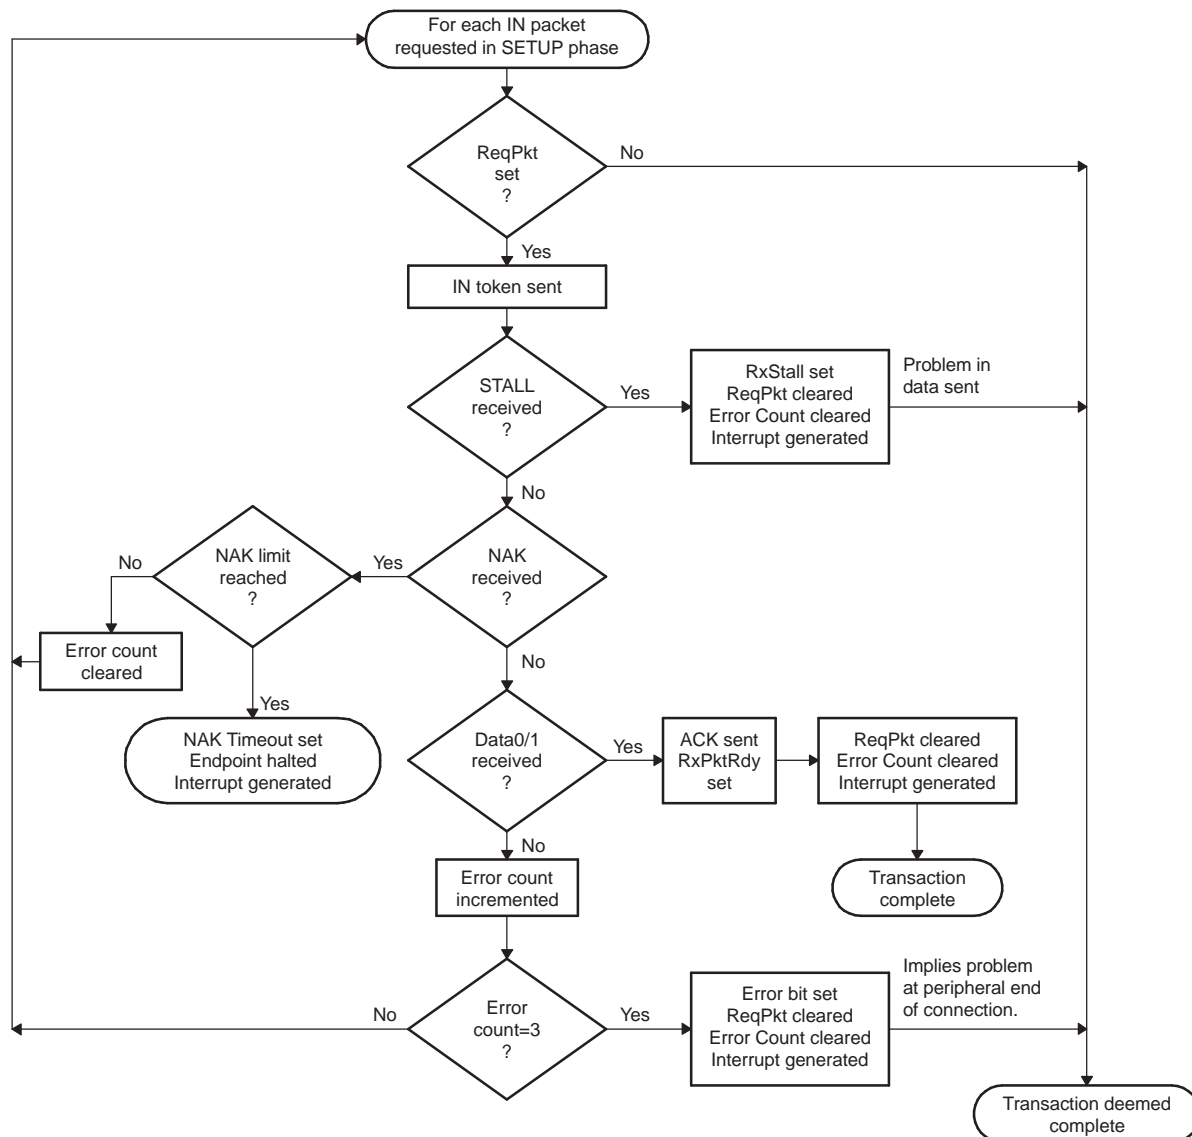 For each IN packet
requested in SETUP phase
ReqPkt
set
?
No
Yes
IN token sent
STALL
received
?
Yes
RxStall set
ReqPkt cleared
Error Count cleared
Interrupt generated
Problem in
data sent
No
NAK
received
?
Yes
NAK limit
reached
?
No
Error count
cleared
Yes
NAK Timeout set
Endpoint halted
Interrupt generated
No
Data0/1
received
?
Yes
ACK sent
RxPktRdy
set
ReqPkt cleared
Error Count cleared
Interrupt generated
Transaction
complete
No
Error count
incremented
Error
count=3
?
No
Yes
Error bit set
ReqPkt cleared
Error Count cleared
Interrupt generated
Implies problem
at peripheral end
of connection.
Transaction deemed
complete